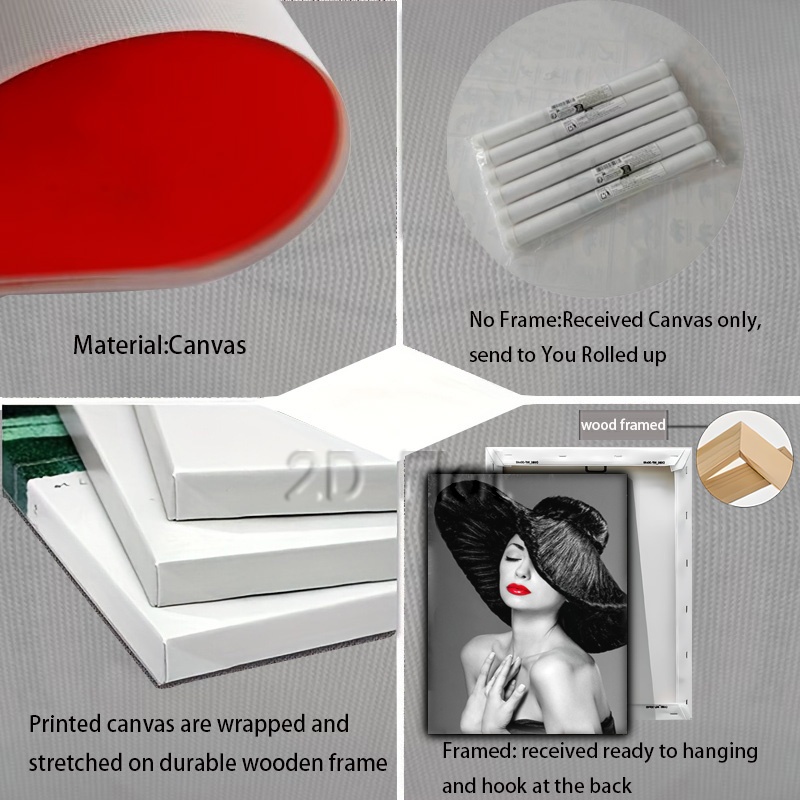 Material:Canvas
No Frame:Received Canvas only,
send to You Rolled up
wood framed
Printed canvas are wrapped and
stretched on durable wooden frame
Framed: received ready to hanging
and hook at the back